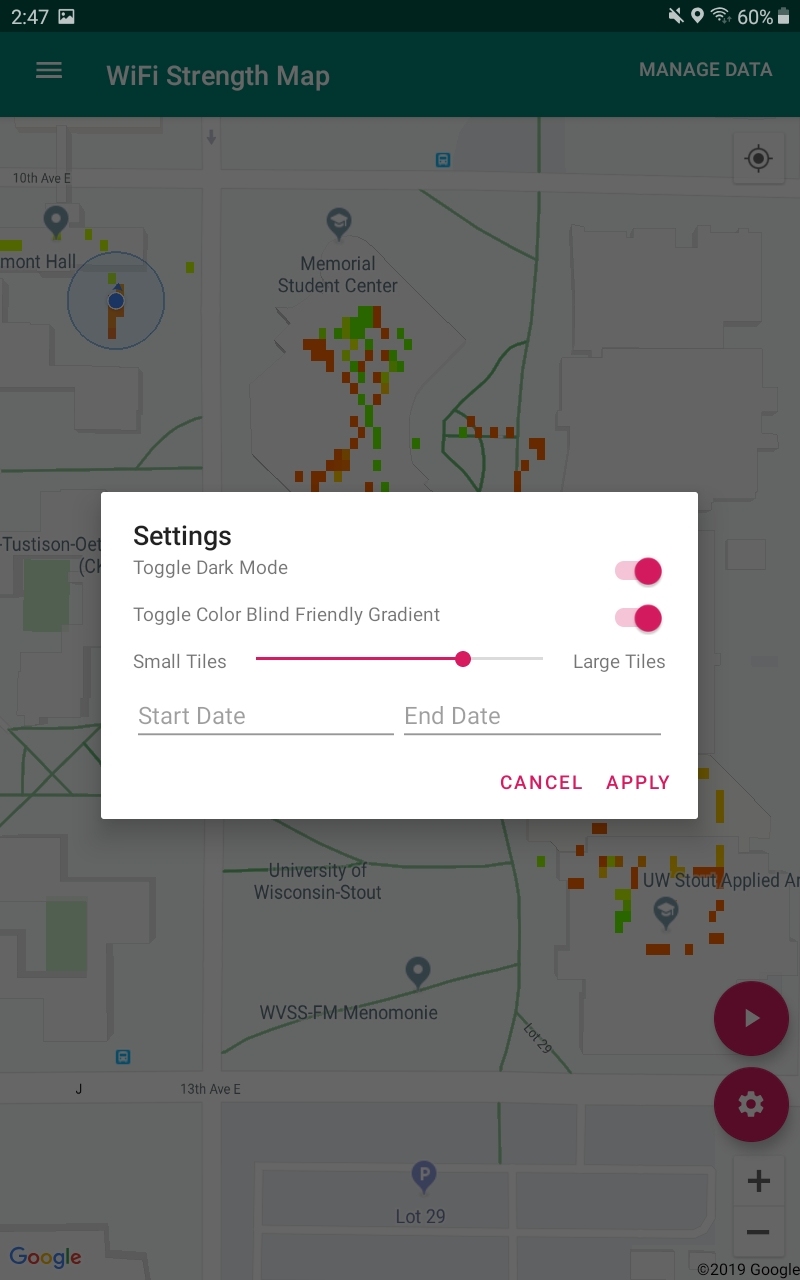 2:47
60%
WiFi Strength Map
MANAGE DATA
10th Ave E
mont Hall
Memorial
Student Center
-Tustison-Oet
(CK
Settings
Toggle Dark Mode
Toggle Color Blind Friendly Gradient
Small Tiles
Large Tiles
Start Date
End Date
CANCEL
APPLY
University of
Wisconsin-Stout
UW Stout Applied Ar
WVSS-FM Menomonie
Lot 29
J
13th Ave E
P
Lot 29
Google
©2019 Google